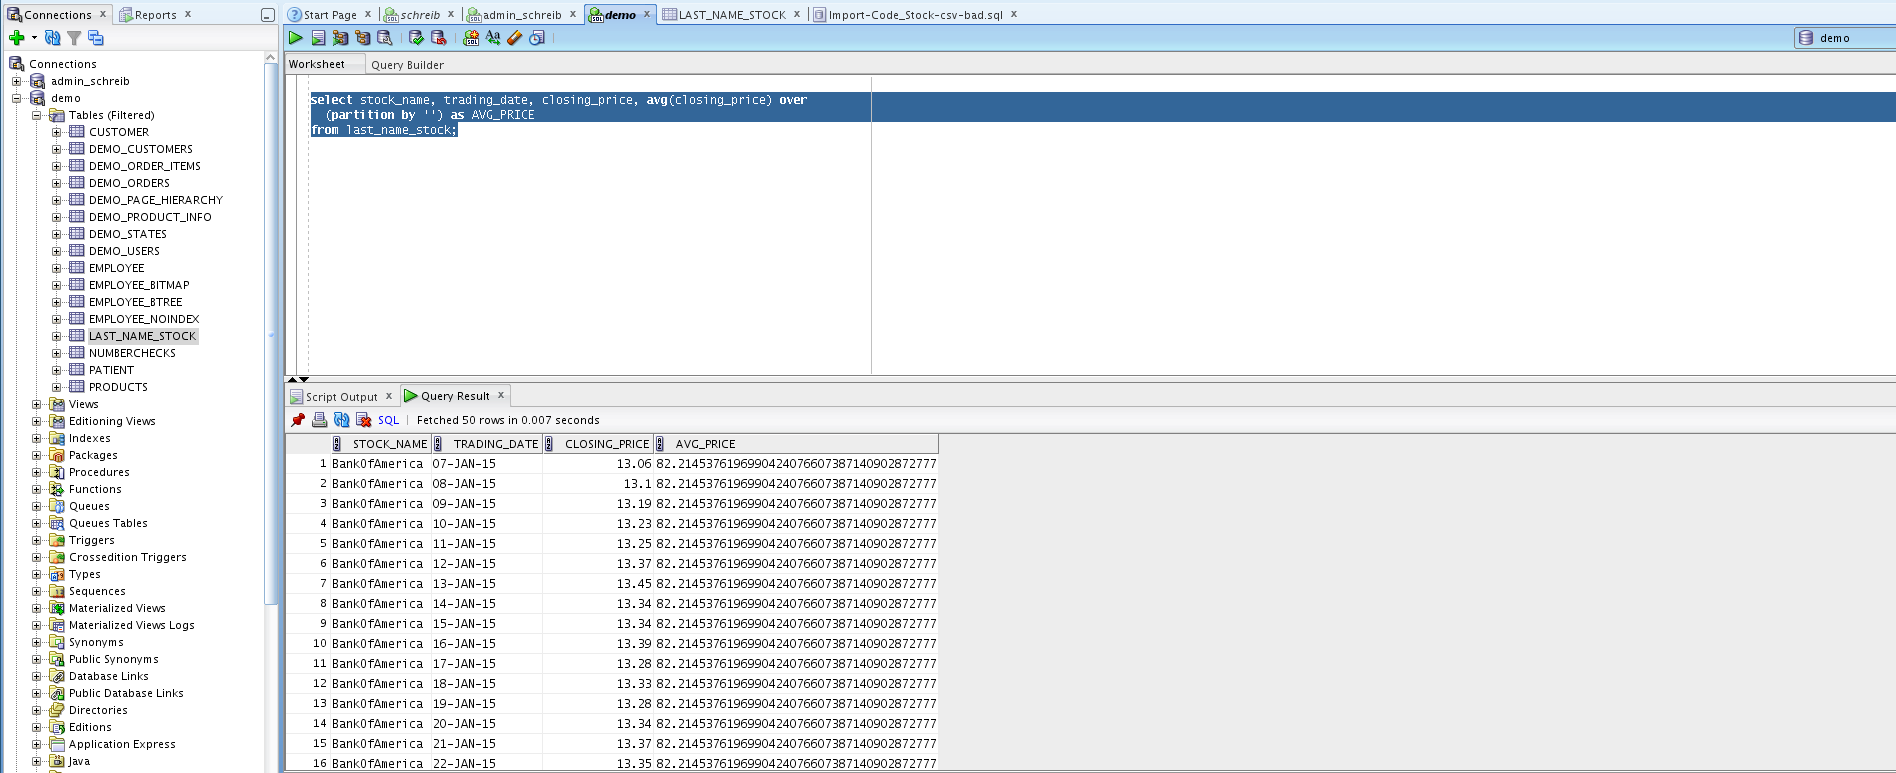 Connections x Reports x
Start Page x schreib x admin_schreib x demo x LAST_NAME_STOCK x Import-Code_Stock-csv-bad.sql x
demo
Connections
admin_schreib
demo
Tables (Filtered)
CUSTOMER
DEMO_CUSTOMERS
DEMO_ORDER_ITEMS
DEMO_ORDERS
DEMO_PAGE_HIERARCHY
DEMO_PRODUCT_INFO
DEMO_STATES
DEMO_USERS
EMPLOYEE
EMPLOYEE_BITMAP
EMPLOYEE_BTREE
EMPLOYEE_NOINDEX
LAST_NAME_STOCK
NUMBERCHECKS
PATIENT
PRODUCTS
Views
Editioning Views
Indexes
Packages
Procedures
Functions
Queues
Queues Tables
Triggers
Crossedition Triggers
Types
Sequences
Materialized Views
Materialized Views Logs
Synonyms
Public Synonyms
Database Links
Public Database Links
Directories
Editions
Application Express
Java
Worksheet Query Builder
select stock_name, trading_date, closing_price, avg(closing_price) over
(partition by '') as AVG_PRICE
from last_name_stock;
Script Output x Query Result x
SQL | Fetched 50 rows in 0.007 seconds
STOCK_NAME TRADING_DATE CLOSING_PRICE AVG_PRICE
1 BankOfAmerica 07-JAN-15 13.06 82.2145376196990424076607387140902872777
2 BankOfAmerica 08-JAN-15 13.1 82.2145376196990424076607387140902872777
3 BankOfAmerica 09-JAN-15 13.19 82.2145376196990424076607387140902872777
4 BankOfAmerica 10-JAN-15 13.23 82.2145376196990424076607387140902872777
5 BankOfAmerica 11-JAN-15 13.25 82.2145376196990424076607387140902872777
6 BankOfAmerica 12-JAN-15 13.37 82.2145376196990424076607387140902872777
7 BankOfAmerica 13-JAN-15 13.45 82.2145376196990424076607387140902872777
8 BankOfAmerica 14-JAN-15 13.34 82.2145376196990424076607387140902872777
9 BankOfAmerica 15-JAN-15 13.34 82.2145376196990424076607387140902872777
10 BankOfAmerica 16-JAN-15 13.39 82.2145376196990424076607387140902872777
11 BankOfAmerica 17-JAN-15 13.28 82.2145376196990424076607387140902872777
12 BankOfAmerica 18-JAN-15 13.33 82.2145376196990424076607387140902872777
13 BankOfAmerica 19-JAN-15 13.28 82.2145376196990424076607387140902872777
14 BankOfAmerica 20-JAN-15 13.34 82.2145376196990424076607387140902872777
15 BankOfAmerica 21-JAN-15 13.37 82.2145376196990424076607387140902872777
16 BankOfAmerica 22-JAN-15 13.35 82.2145376196990424076607387140902872777